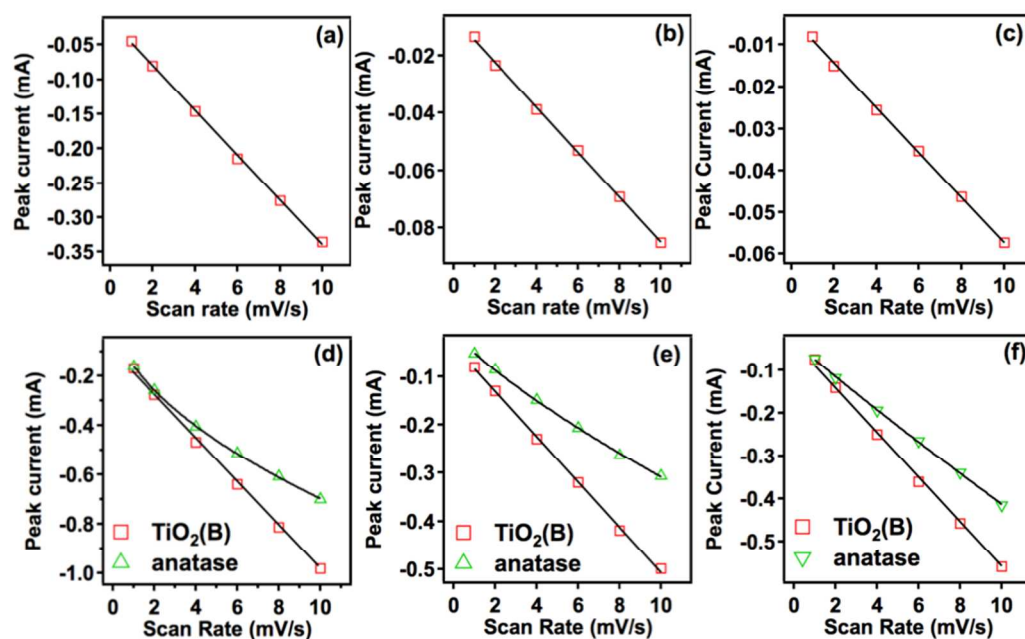 (a)
Peak current (mA)
-0.05
-0.10
-0.15
-0.20
-0.25
-0.30
-0.35
0 2 4 6 8 10
Scan rate (mV/s)
(b)
Peak current (mA)
-0.02
-0.04
-0.06
-0.08
0 2 4 6 8 10
Scan rate (mV/s)
(c)
Peak Current (mA)
-0.01
-0.02
-0.03
-0.04
-0.05
-0.06
0 2 4 6 8 10
Scan Rate (mV/s)
(d)
Peak current (mA)
-0.2
-0.4
-0.6
-0.8
-1.0
TiO₂(B)
anatase
0 2 4 6 8 10
Scan Rate (mV/s)
(e)
Peak current (mA)
-0.1
-0.2
-0.3
-0.4
-0.5
TiO₂(B)
anatase
0 2 4 6 8 10
Scan Rate (mV/s)
(f)
Peak Current (mA)
-0.1
-0.2
-0.3
-0.4
-0.5
TiO₂(B)
anatase
0 2 4 6 8 10
Scan Rate (mV/s)